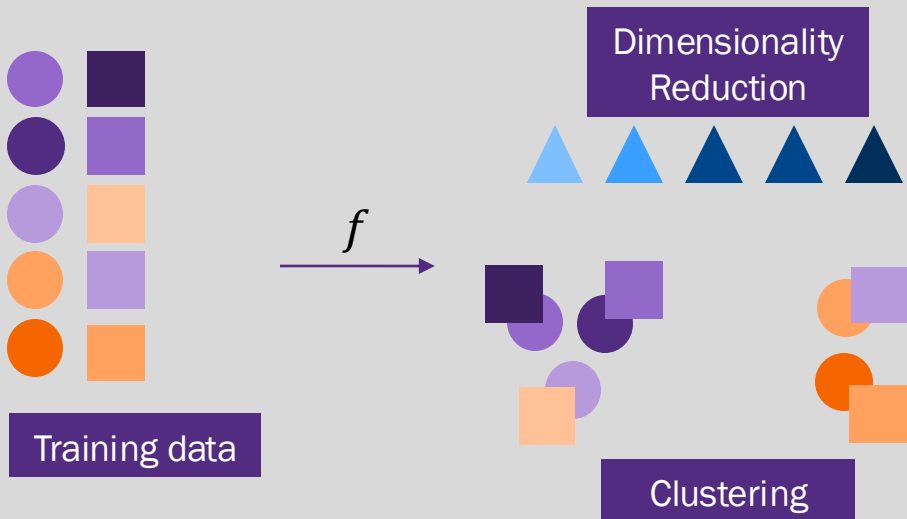 Dimensionality
Reduction
f
Training data
Clustering